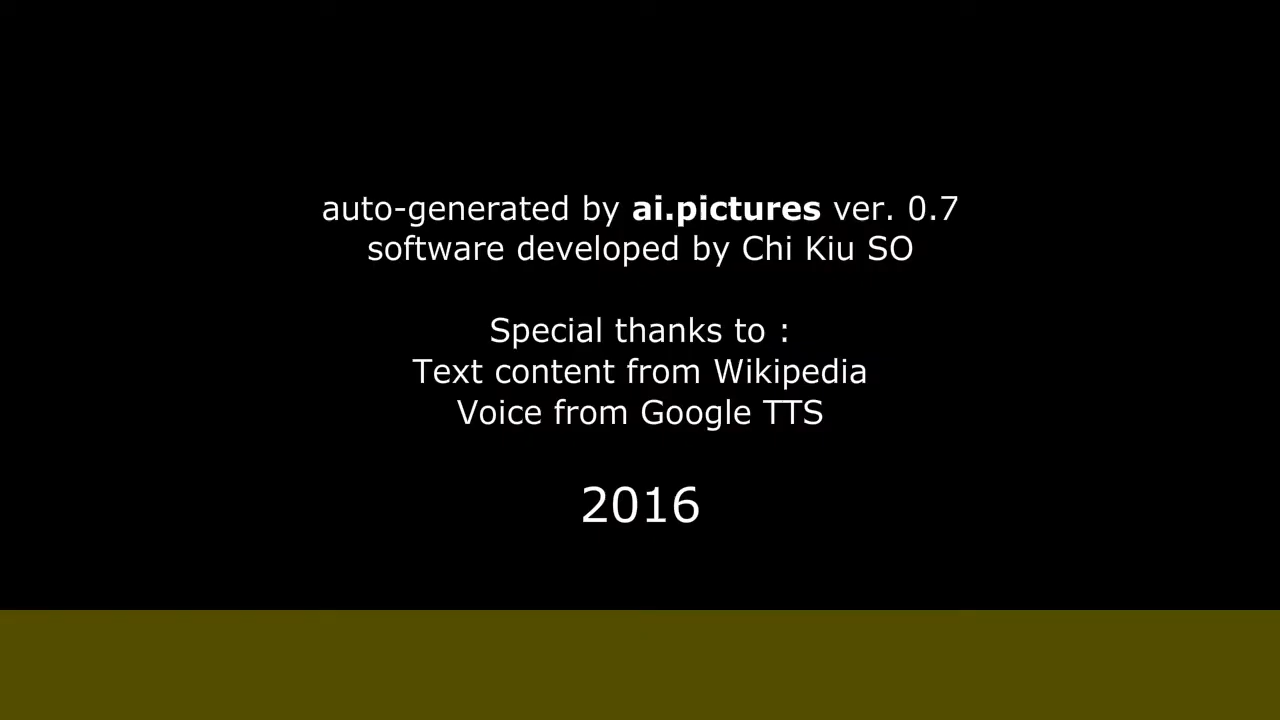 auto-generated by ai.pictures ver. 0.7
software developed by Chi Kiu SO
Special thanks to :
Text content from Wikipedia
Voice from Google TTS
2016